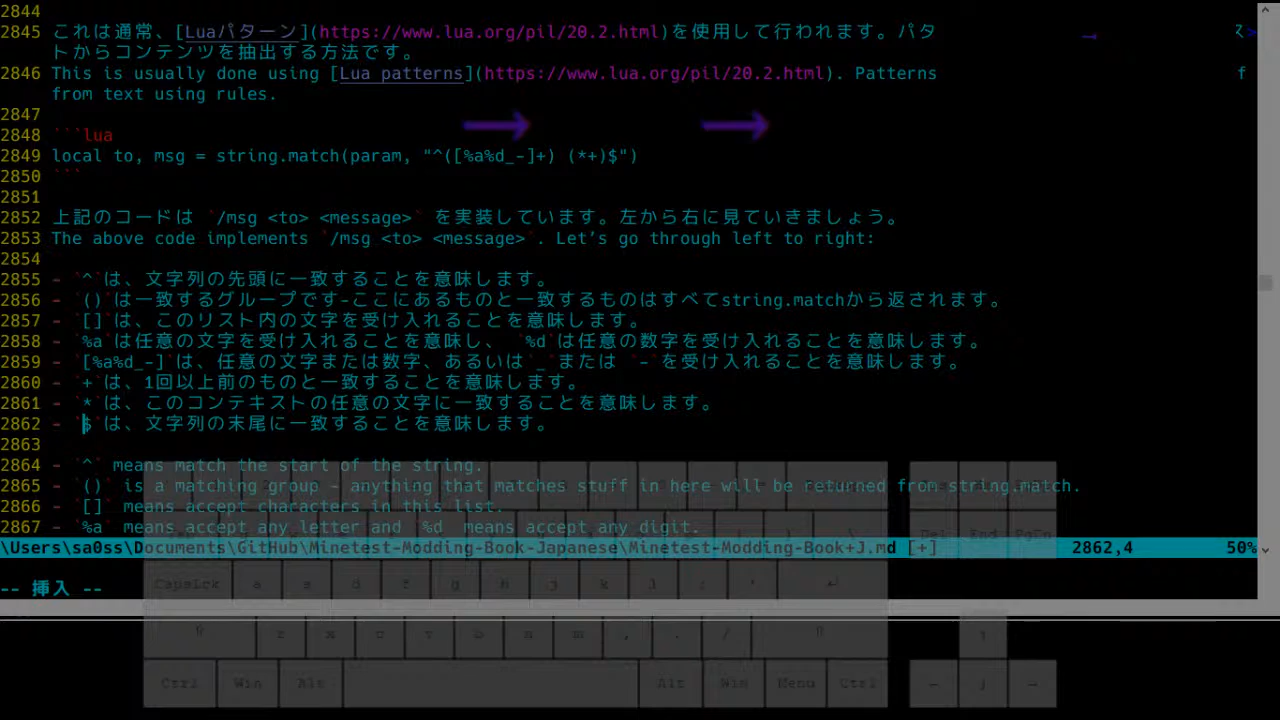 2844
2845 これは通常、[Luaパターン](https://www.lua.org/pil/20.2.html)を使用して行われます。パタ ス>
トからコンテンツを抽出する方法です。
2846 This is usually done using [Lua patterns](https://www.lua.org/pil/20.2.html). Patterns f
from text using rules.
2847
2848 ```lua
2849 local to, msg = string.match(param, "^([%a%d_-]+) (*+)$")
2850 ```
2851
2852 上記のコードは `/msg <to> <message>` を実装しています。左から右に見ていきましょう。
2853 The above code implements `/msg <to> <message>`. Let's go through left to right:
2854
2855 - `^`は、文字列の先頭に一致することを意味します。
2856 - `()`は一致するグループです-ここにあるものと一致するものはすべてstring.matchから返されます。
2857 - `[]`は、このリスト内の文字を受け入れることを意味します。
2858 - `%a`は任意の文字を受け入れることを意味し、 `%d`は任意の数字を受け入れることを意味します。
2859 - `[%a%d_-]`は、任意の文字または数字、あるいは`_`または `-`を受け入れることを意味します。
2860 - `+`は、1回以上前のものと一致することを意味します。
2861 - `*`は、このコンテキストの任意の文字に一致することを意味します。
2862 - `$`は、文字列の末尾に一致することを意味します。
2863
2864 - `^` means match the start of the string.
2865 - `()` is a matching group - anything that matches stuff in here will be returned from string.match.
2866 - `[]` means accept characters in this list.
2867 - `%a` means accept any letter and `%d` means accept any digit.
\Users\sa0ss\Documents\GitHub\Minetest-Modding-Book-Japanese\Minetest-Modding-Book+J.md [+] 2862,4 50%
-- 挿入 --
Del End PgDn
CapsLck a s d f g h j k l ; '
z x c v b n m , . /
Ctrl Win Alt Alt Win Menu Ctrl